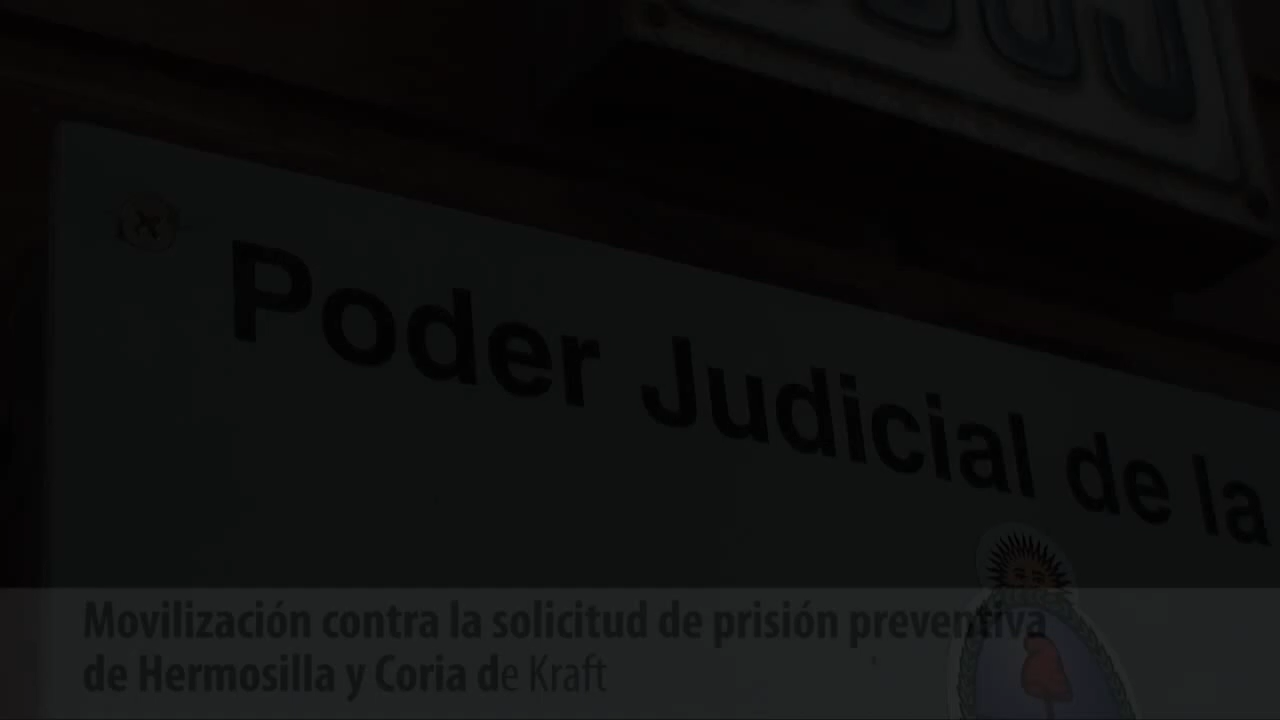 Poder Judicial de la
Movilización contra la solicitud de prisión preventiva
de Hermosilla y Coria de Kraft